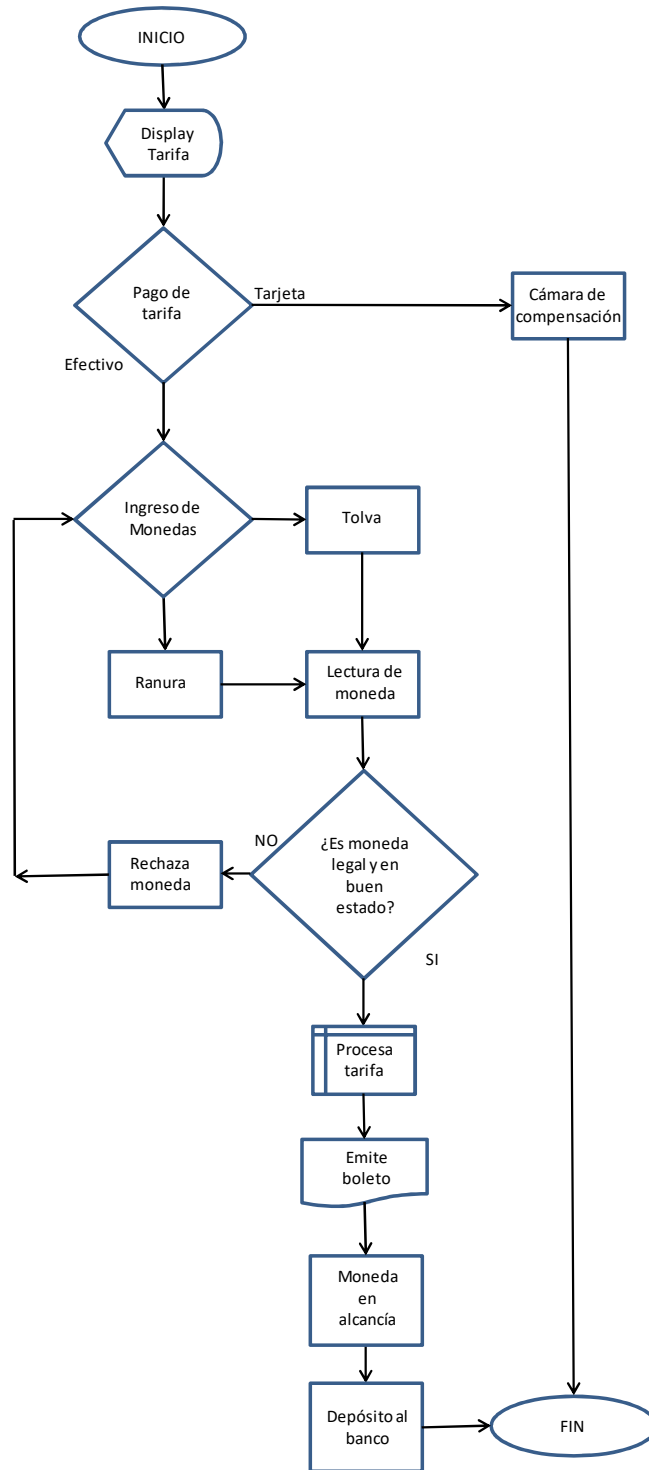 INICIO
Display
Tarifa
Pago de
tarifa
Tarjeta
Cámara de
compensación
Efectivo
Ingreso de
Monedas
Tolva
Ranura
Lectura de
moneda
¿Es moneda
legal y en
buen
estado?
NO
Rechaza
moneda
SI
Procesa
tarifa
Emite
boleto
Moneda
en
alcancía
Depósito al
banco
FIN